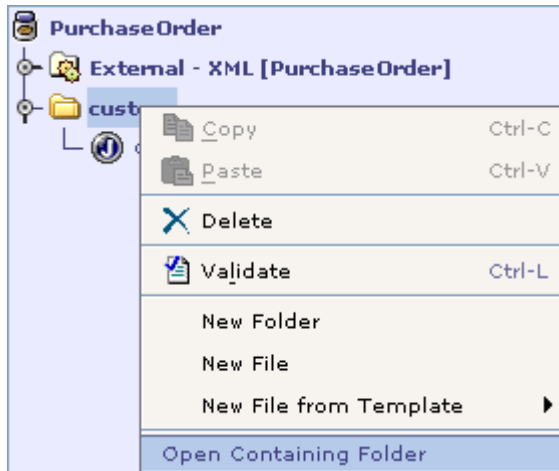 PurchaseOrder
External - XML [PurchaseOrder]
Copy Ctrl-C
Paste Ctrl-V
Delete
Validate Ctrl-L
New Folder
New File
New File from Template
Open Containing Folder